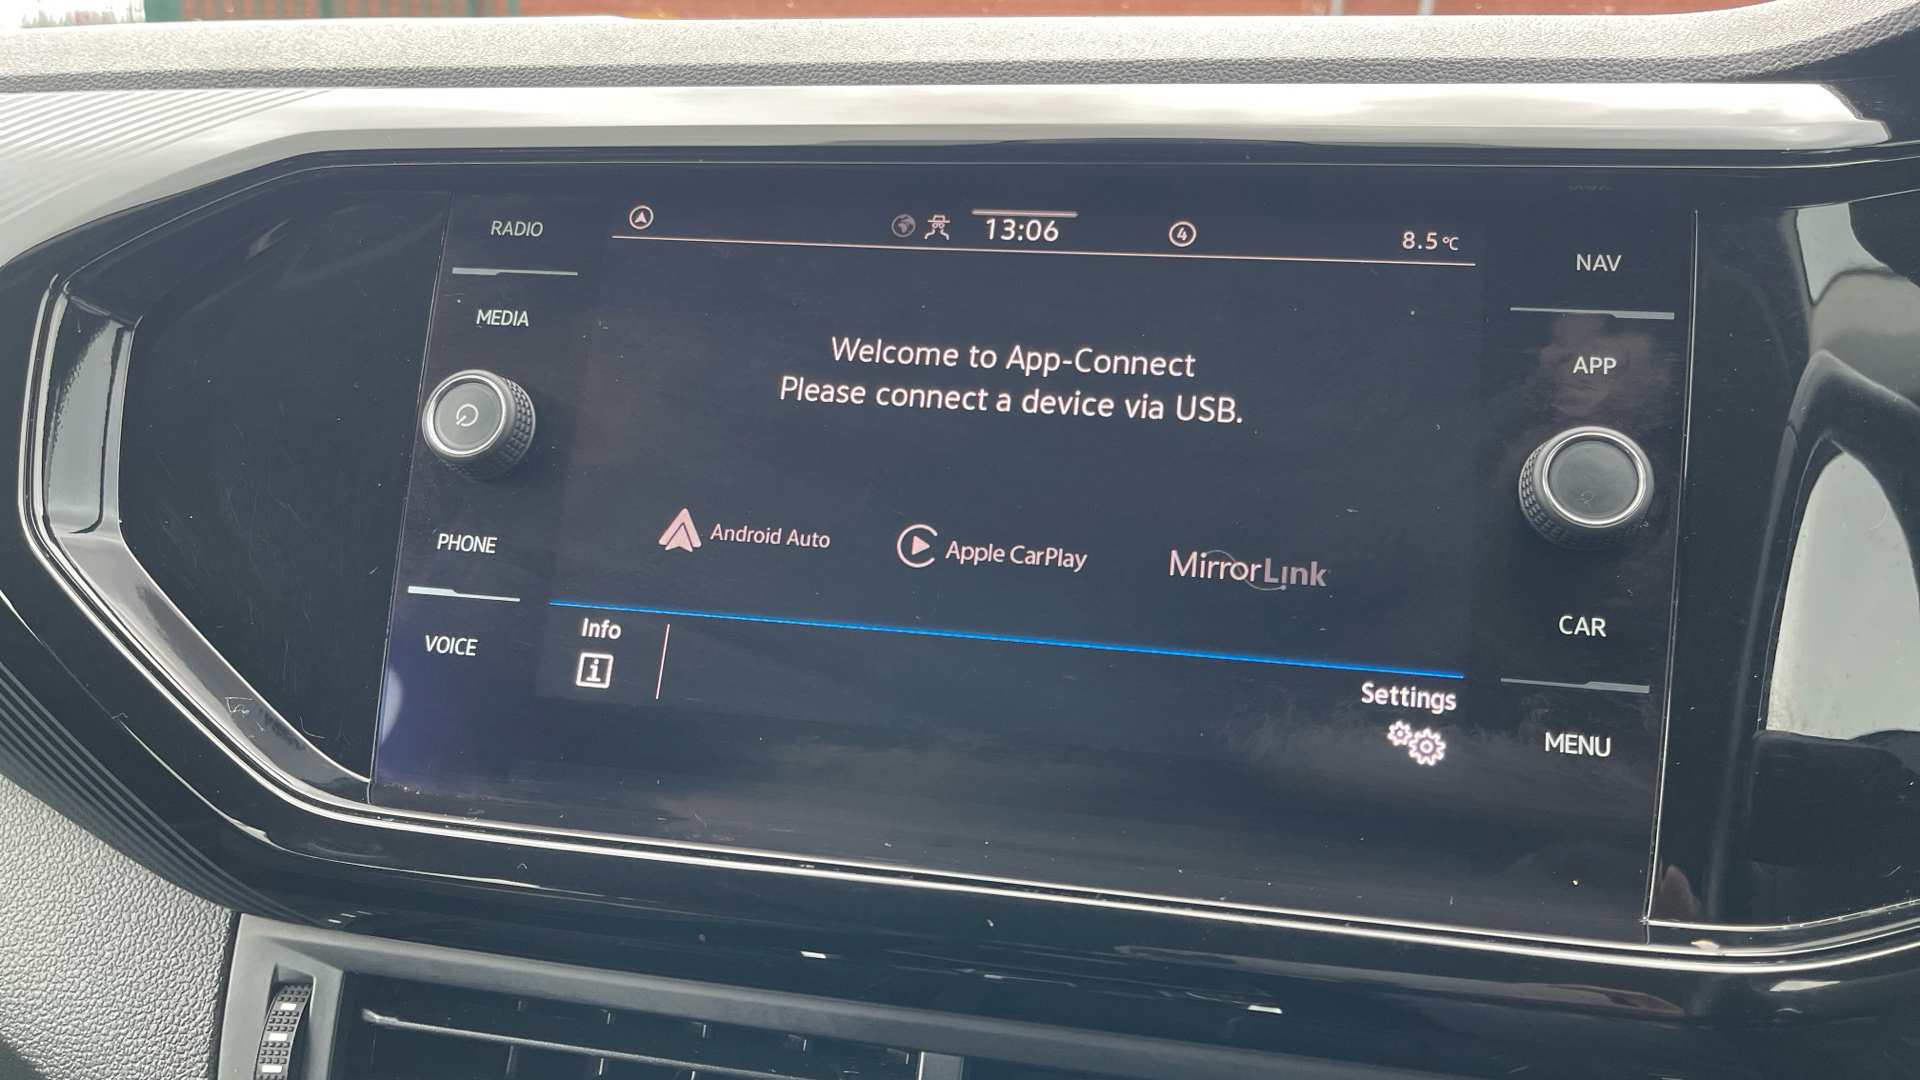 RADIO
MEDIA
PHONE
VOICE
13:06
4
8.5°C
Welcome to App-Connect
Please connect a device via USB.
Android Auto
Apple CarPlay
MirrorLink
Info
i
Settings
NAV
APP
CAR
MENU